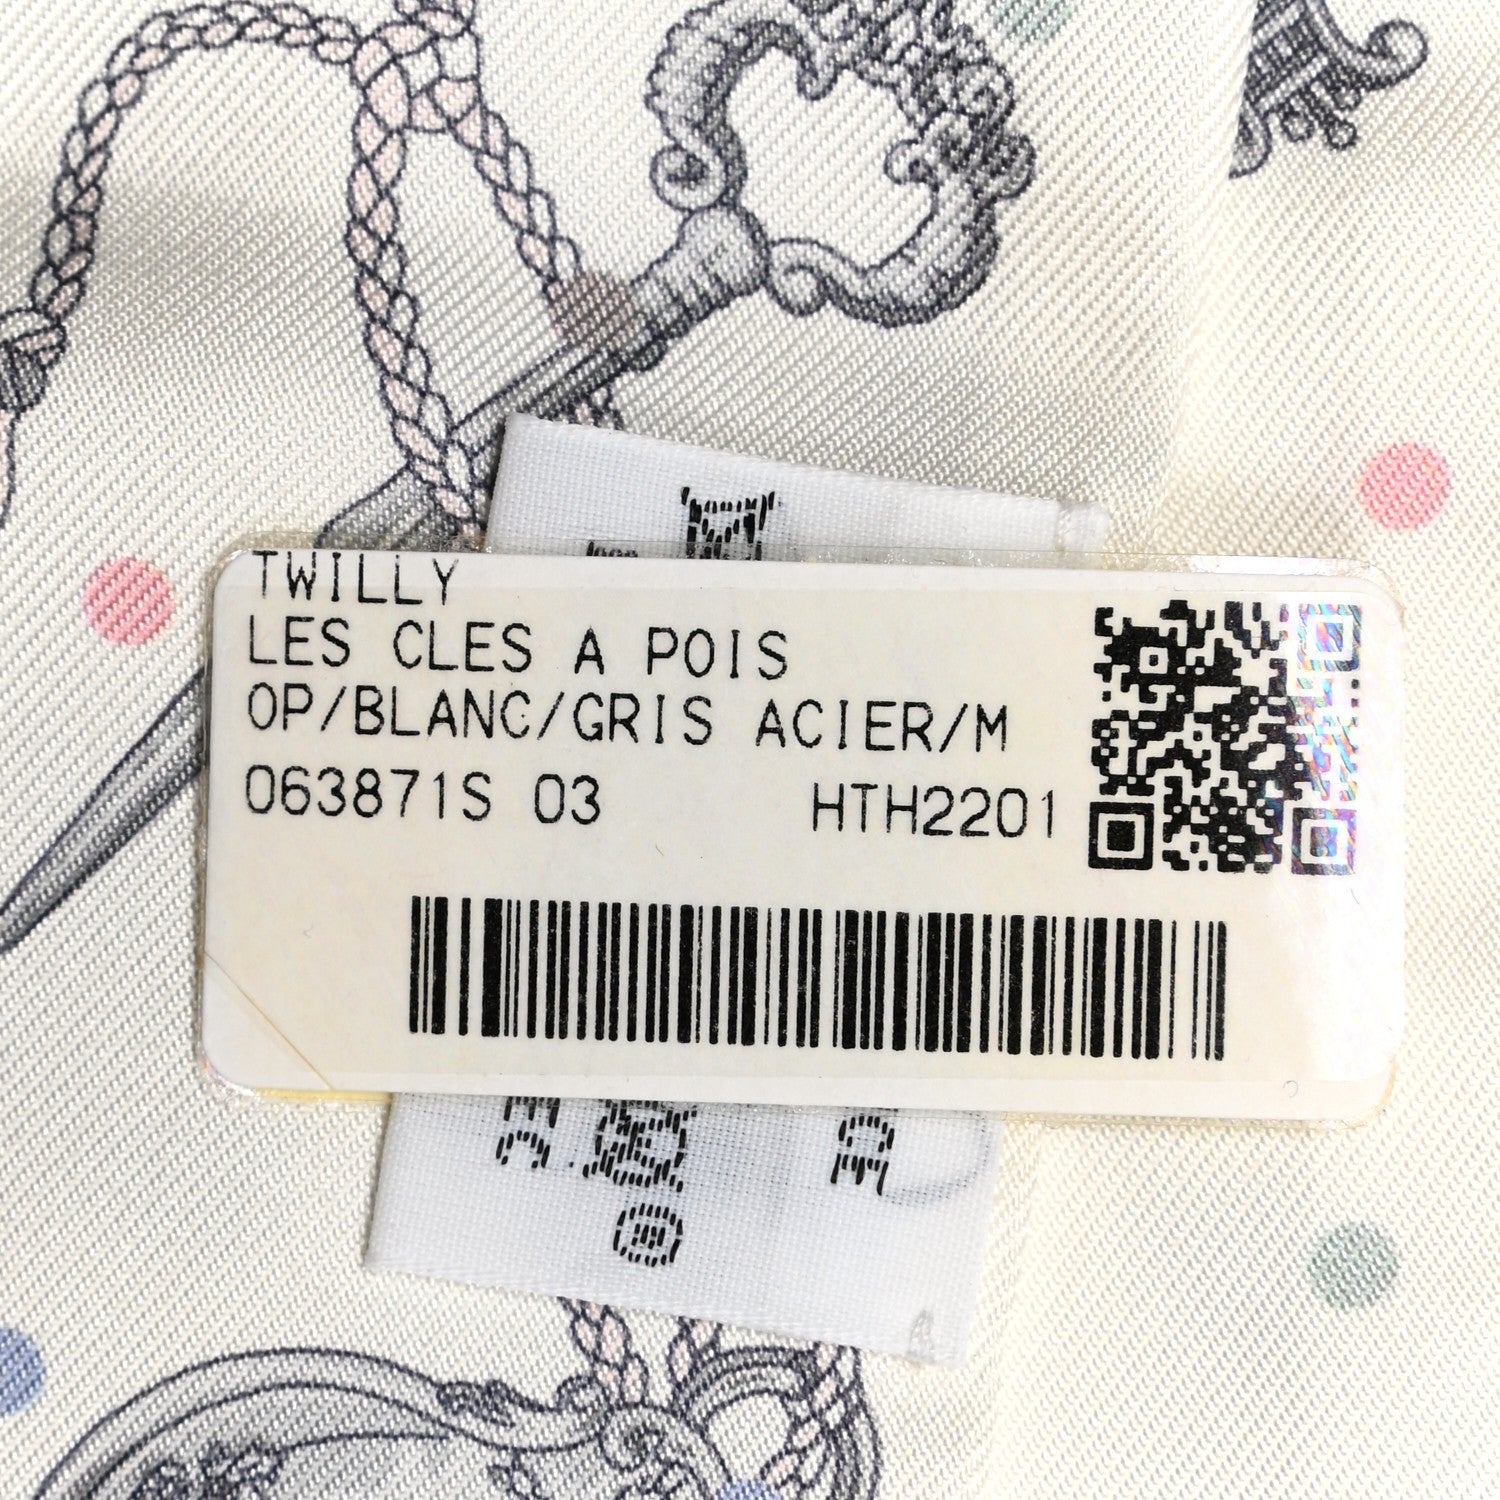 TWILLY
LES CLES A POIS
OP/BLANC/GRIS ACIER/M
063871S 03 HTH2201